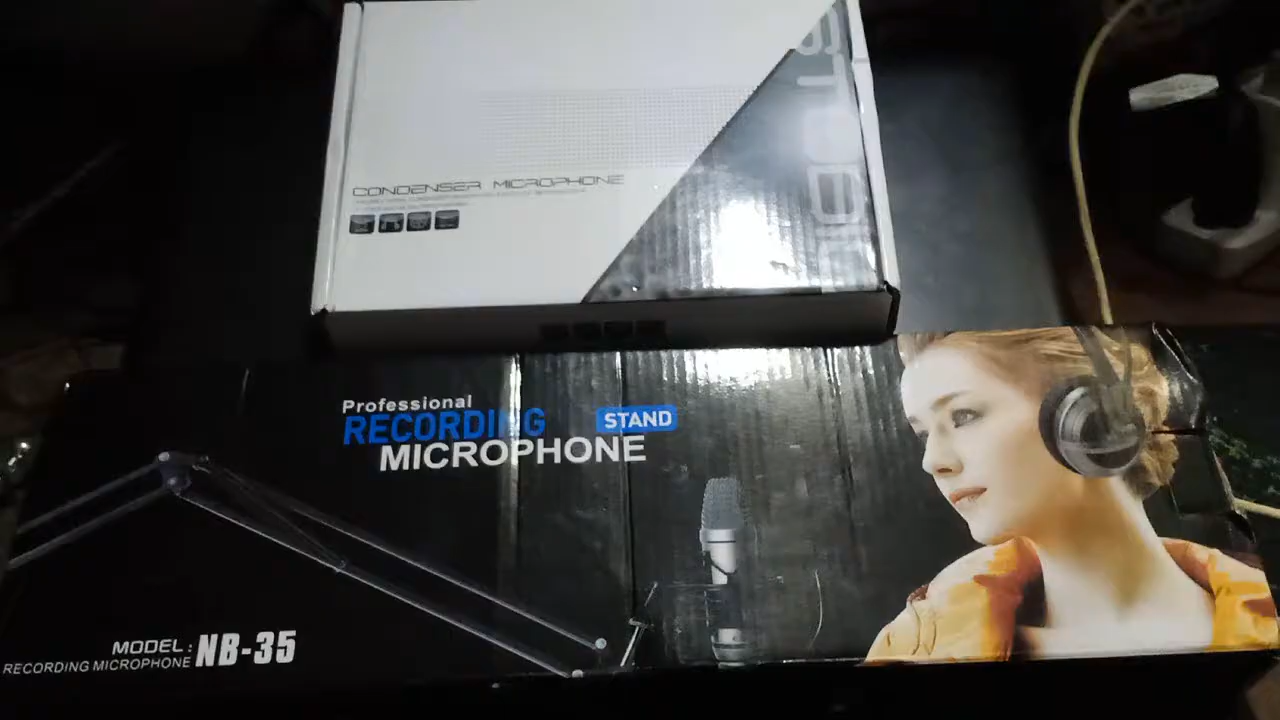 CONDENSER MICROPHONE
Professional
RECORDING
STAND
MICROPHONE
MODEL:
RECORDING MICROPHONE NB-35